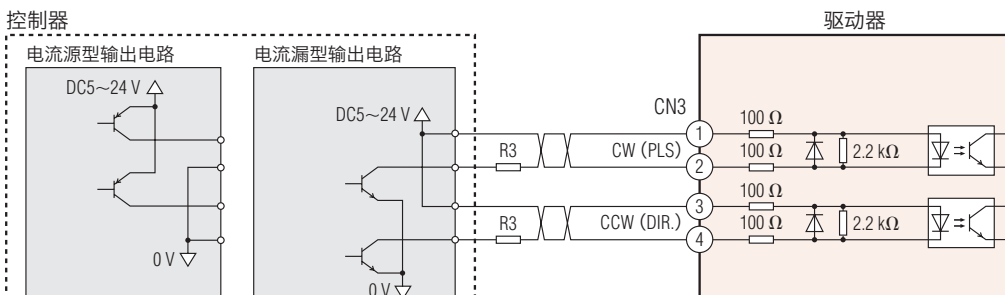 控制器
驱动器
电流源型输出电路
电流漏型输出电路
DC5~24 V
DC5~24 V
CN3
R3
CW (PLS)
1
2
100 Ω
100 Ω
2.2 kΩ
R3
CCW (DIR.)
3
4
100 Ω
100 Ω
2.2 kΩ
0 V
0 V